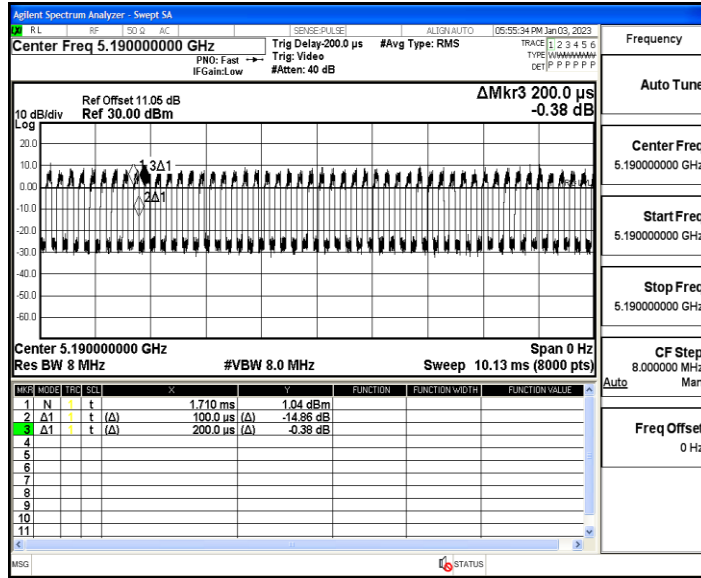 Agilent Spectrum Analyzer - Swept SA
RL RF 50 Ω AC SENSE:PULSE ALIGN AUTO 05:55:34 PM Jan 03, 2023
Center Freq 5.190000000 GHz
PNO: Fast
IFGain:Low
Trig Delay-200.0 µs
Trig: Video
#Atten: 40 dB
#Avg Type: RMS
TRACE 1 2 3 4 5 6
TYPE
DET P P P P P P
Ref Offset 11.05 dB
10 dB/div Ref 30.00 dBm
Log
ΔMkr3 200.0 µs
-0.38 dB
20.0
10.0
0.00
-10.0
-20.0
-30.0
-40.0
-50.0
-60.0
1 3Δ1
2Δ1
Center 5.190000000 GHz Span 0 Hz
Res BW 8 MHz #VBW 8.0 MHz Sweep 10.13 ms (8000 pts)
MKR MODE TRC SCL X Y FUNCTION FUNCTION WIDTH FUNCTION VALUE
1 N 1 t 1.710 ms 1.04 dBm
2 Δ1 1 t (Δ) 100.0 µs (Δ) -14.86 dB
3 Δ1 1 t (Δ) 200.0 µs (Δ) -0.38 dB
4
5
6
7
8
9
10
11
MSG STATUS
Frequency
Auto Tune
Center Freq
5.190000000 GHz
Start Freq
5.190000000 GHz
Stop Freq
5.190000000 GHz
CF Step
8.000000 MHz
Auto Man
Freq Offset
0 Hz